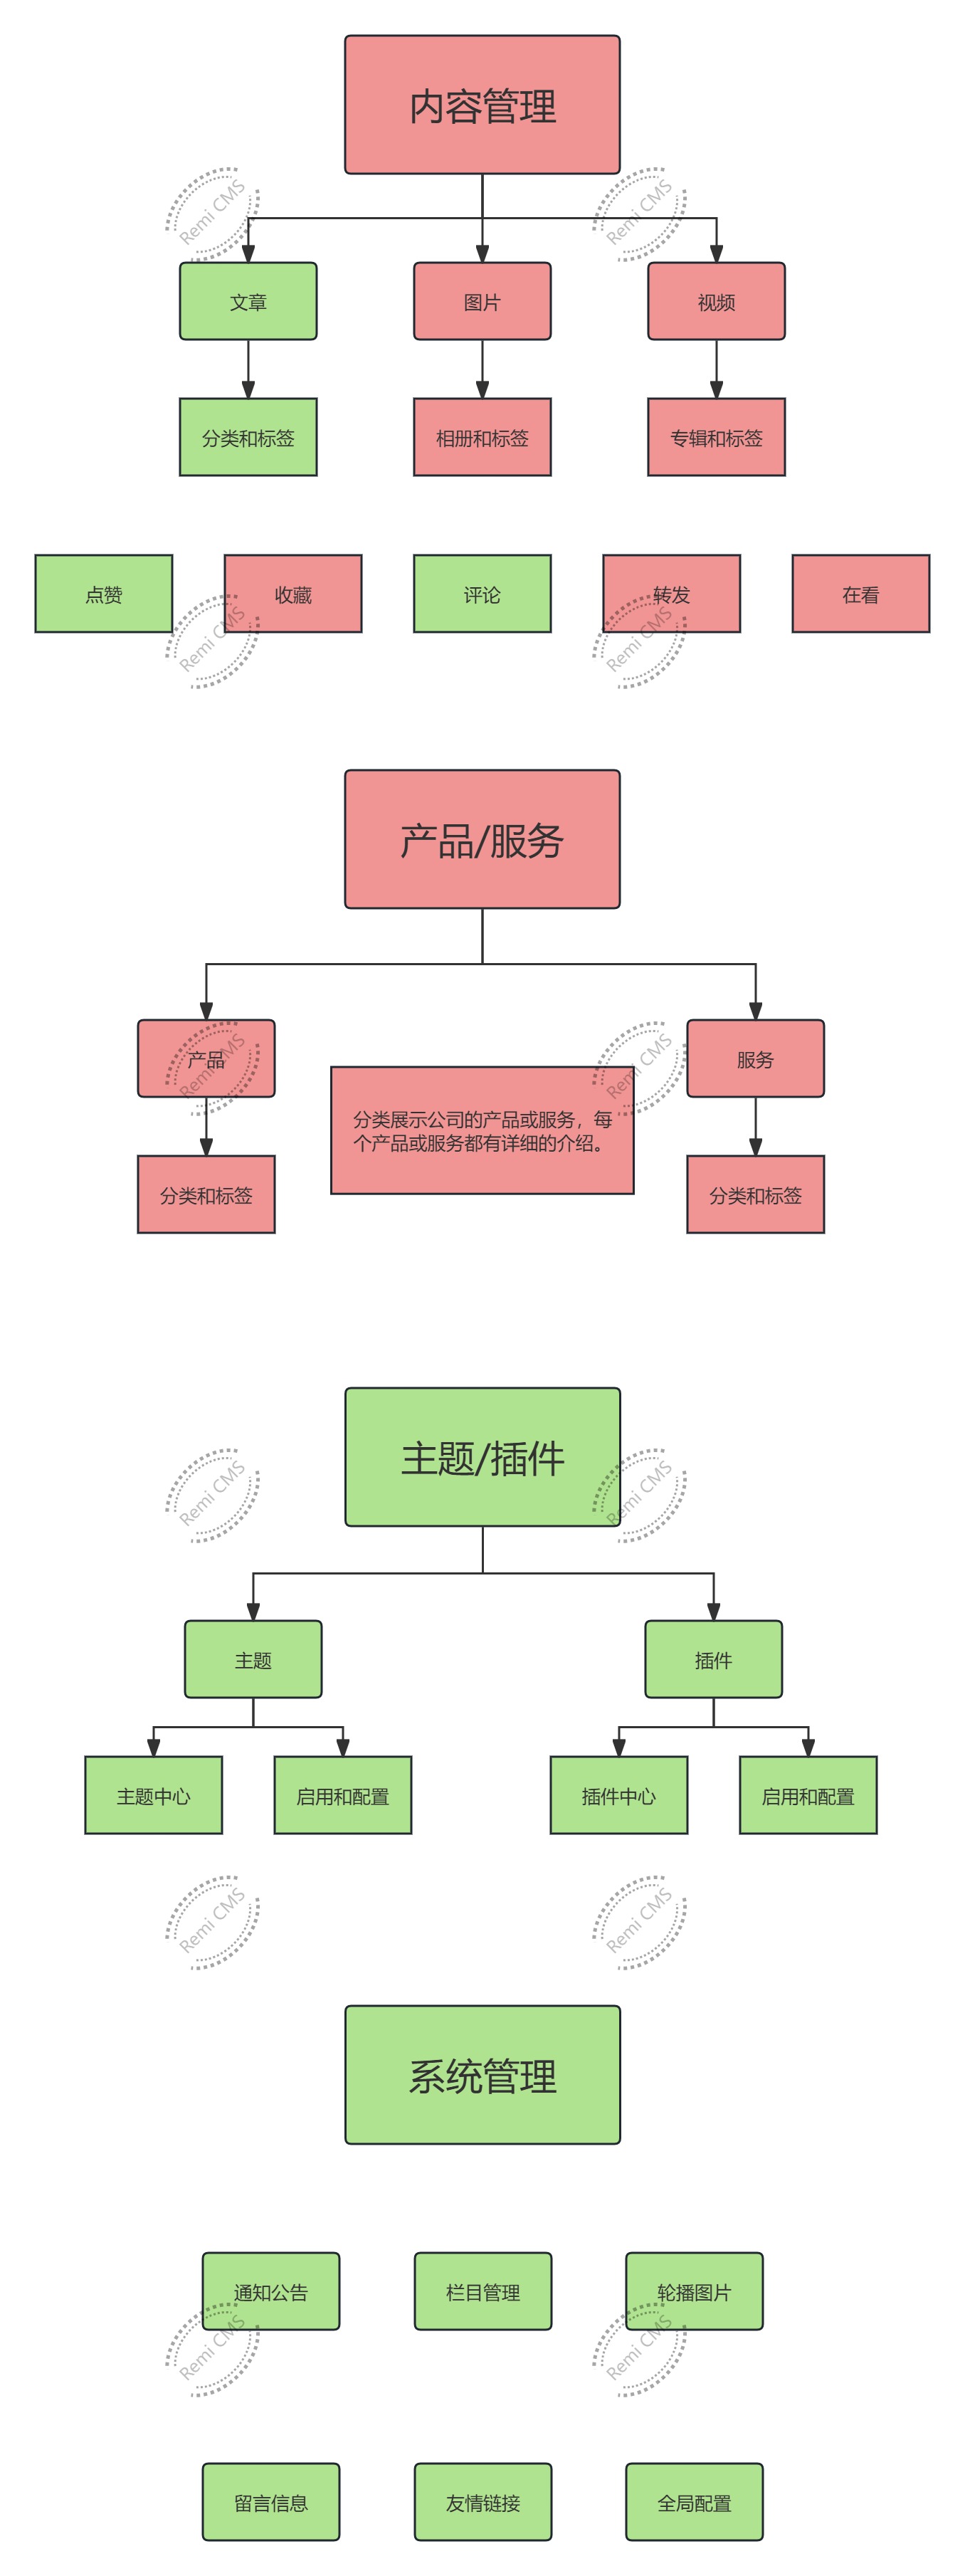 内容管理
Remi CMS
Remi CMS
文章
图片
视频
分类和标签
相册和标签
专辑和标签
点赞
收藏
评论
转发
在看
Remi CMS
Remi CMS
产品/服务
产品
Remi CMS
Remi CMS
服务
分类展示公司的产品或服务，每
个产品或服务都有详细的介绍。
分类和标签
分类和标签
主题/插件
Remi CMS
Remi CMS
主题
插件
主题中心
启用和配置
插件中心
启用和配置
Remi CMS
Remi CMS
系统管理
通知公告
栏目管理
轮播图片
Remi CMS
Remi CMS
留言信息
友情链接
全局配置